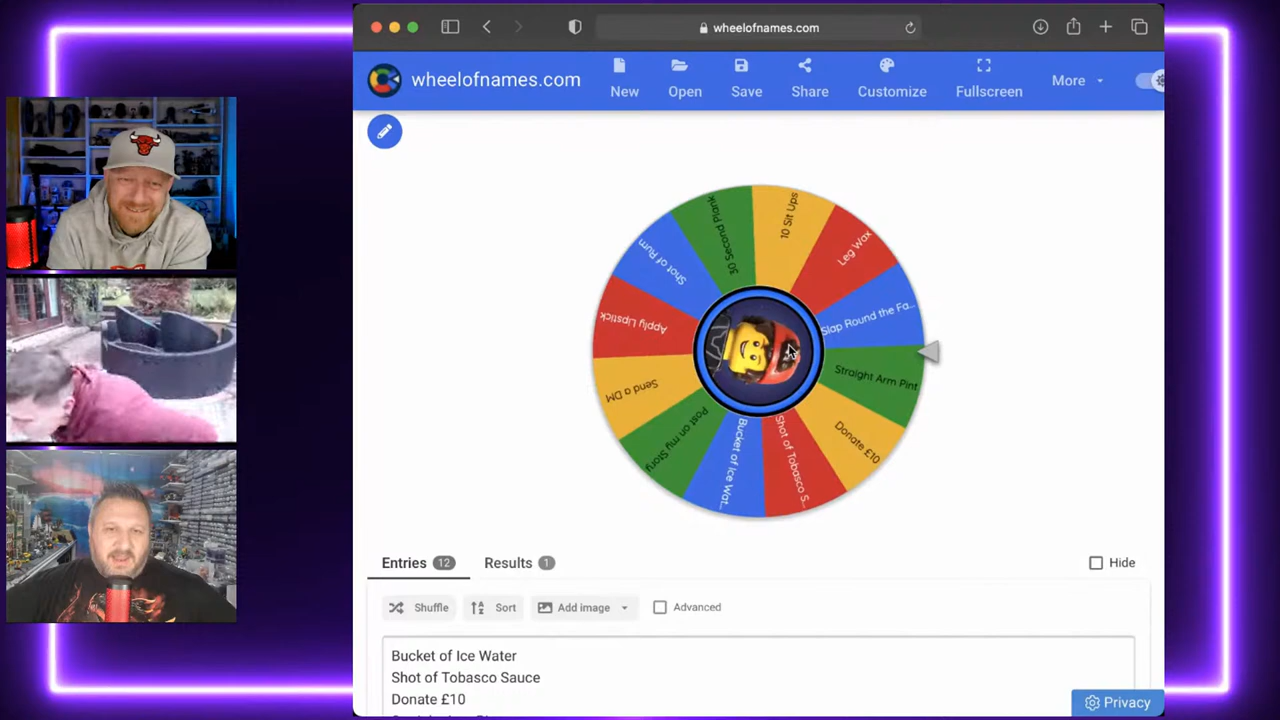 wheelofnames.com
wheelofnames.com
New
Open
Save
Share
Customize
Fullscreen
More
10 Sit Ups
Leg Wax
Slap Round the Fa...
Straight Arm Pint
Donate £10
Shot of Tobasco S...
Bucket of Ice Wat...
Post on my Story
Send a DM
Apply Lipstick
Shot of Rum
30 Second Plank
Entries 12
Results 1
Hide
Shuffle
Sort
Add image
Advanced
Bucket of Ice Water
Shot of Tobasco Sauce
Donate £10
Privacy